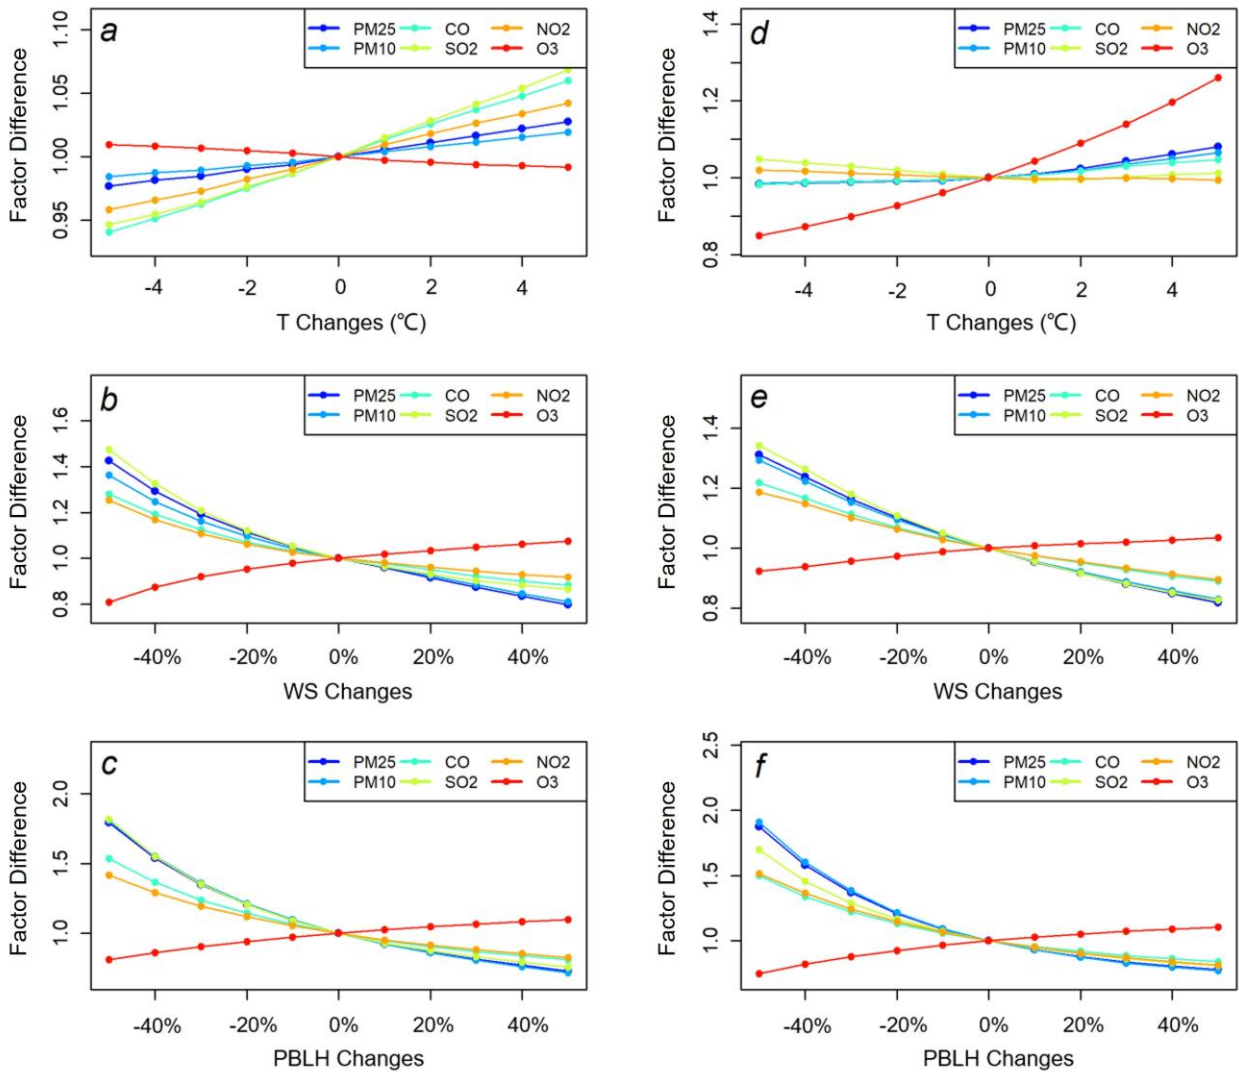 a
PM25 CO NO2
PM10 SO2 O3
Factor Difference
1.10
1.05
1.00
0.95
-4 -2 0 2 4
T Changes (℃)
d
PM25 CO NO2
PM10 SO2 O3
Factor Difference
1.4
1.2
1.0
0.8
-4 -2 0 2 4
T Changes (℃)
b
PM25 CO NO2
PM10 SO2 O3
Factor Difference
1.6
1.4
1.2
1.0
0.8
-40% -20% 0% 20% 40%
WS Changes
e
PM25 CO NO2
PM10 SO2 O3
Factor Difference
1.4
1.2
1.0
0.8
-40% -20% 0% 20% 40%
WS Changes
c
PM25 CO NO2
PM10 SO2 O3
Factor Difference
2.0
1.5
1.0
-40% -20% 0% 20% 40%
PBLH Changes
f
PM25 CO NO2
PM10 SO2 O3
Factor Difference
2.5
2.0
1.5
1.0
-40% -20% 0% 20% 40%
PBLH Changes